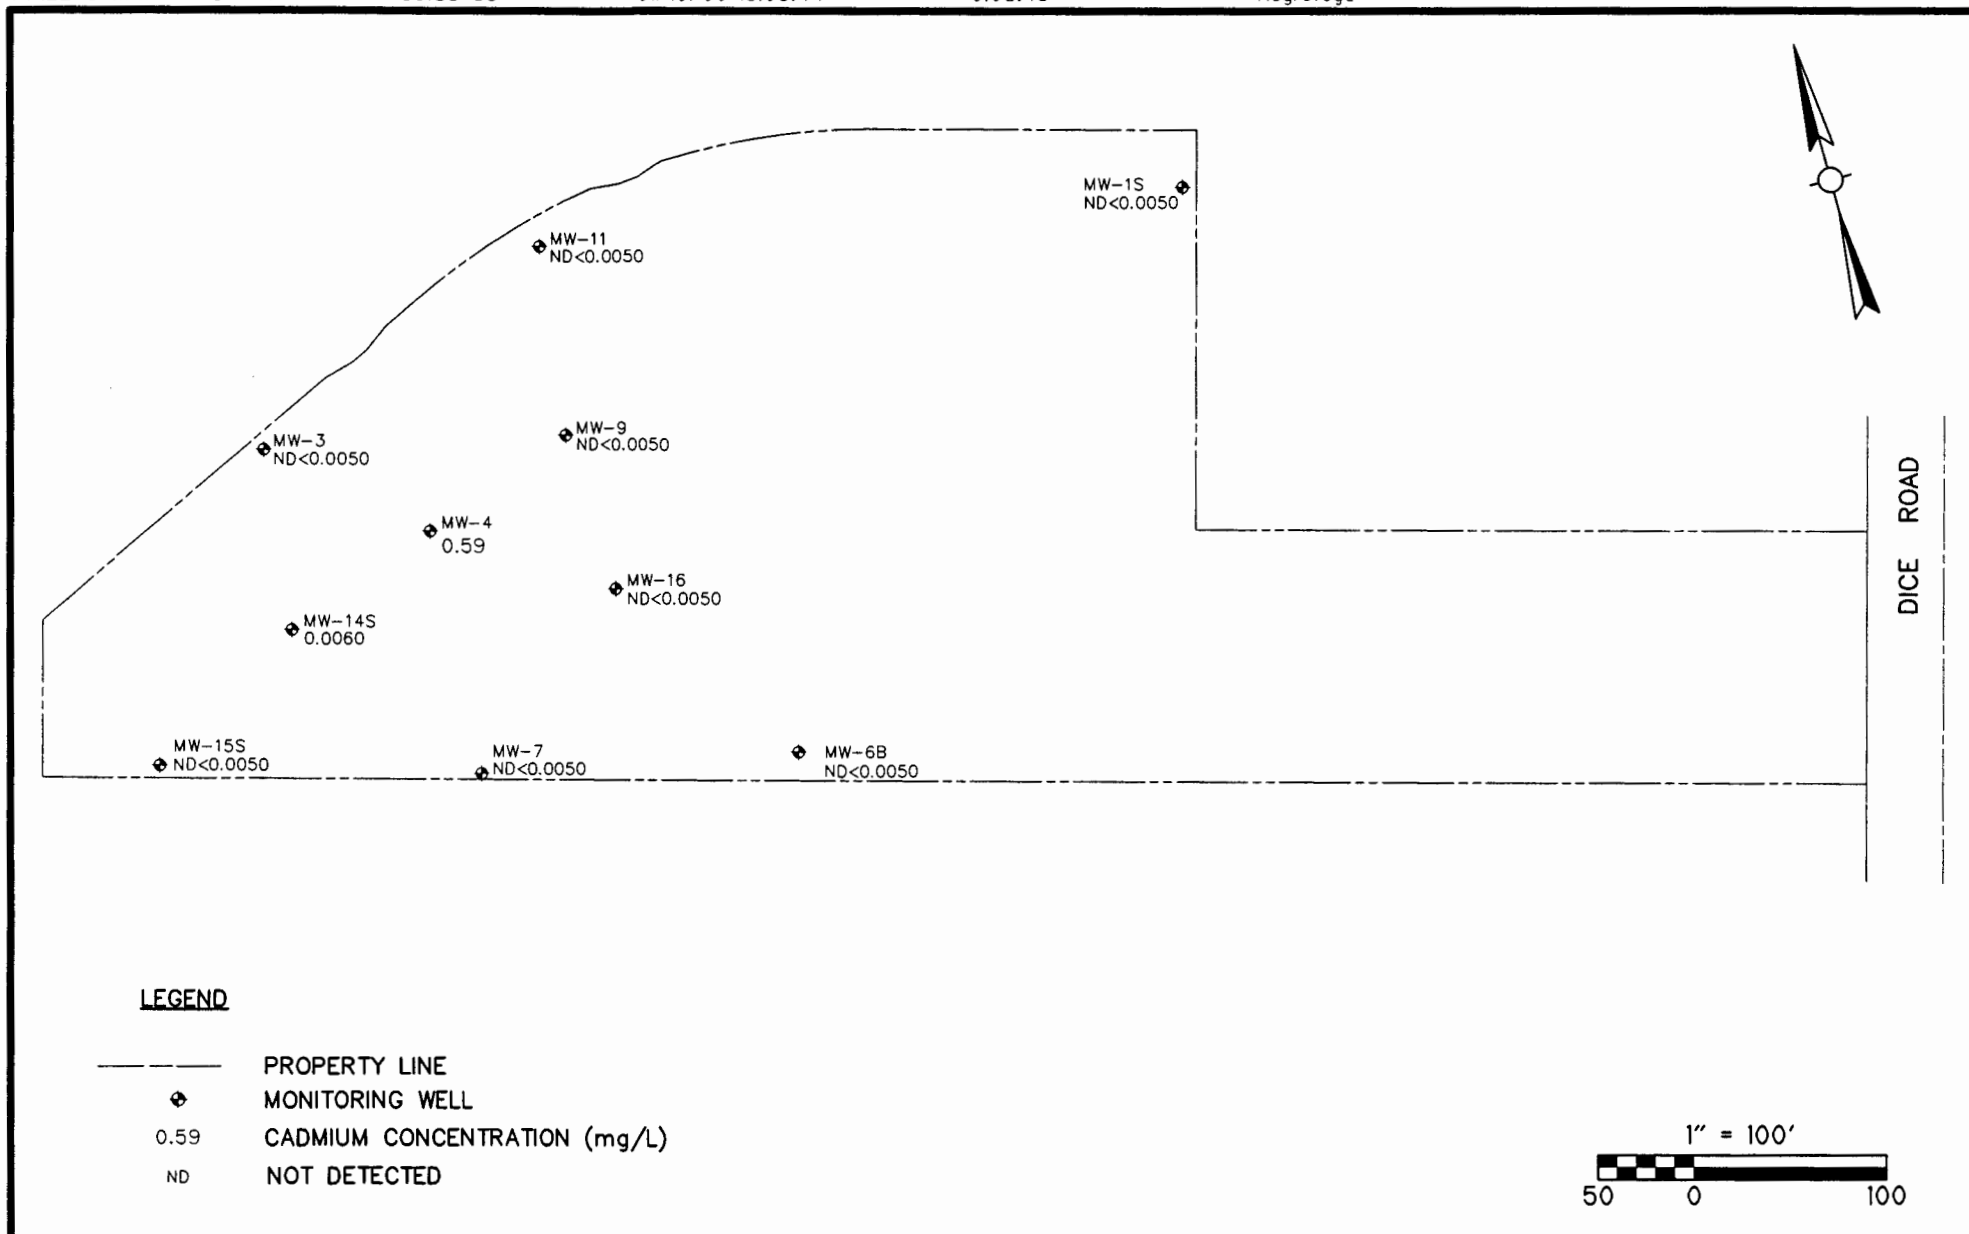 MW-1S
ND<0.0050
MW-11
ND<0.0050
MW-9
ND<0.0050
MW-3
ND<0.0050
MW-4
0.59
MW-16
ND<0.0050
MW-14S
0.0060
MW-15S
ND<0.0050
MW-7
ND<0.0050
MW-6B
ND<0.0050
DICE ROAD
LEGEND
PROPERTY LINE
MONITORING WELL
0.59 CADMIUM CONCENTRATION (mg/L)
ND NOT DETECTED
1" = 100'
50 0 100